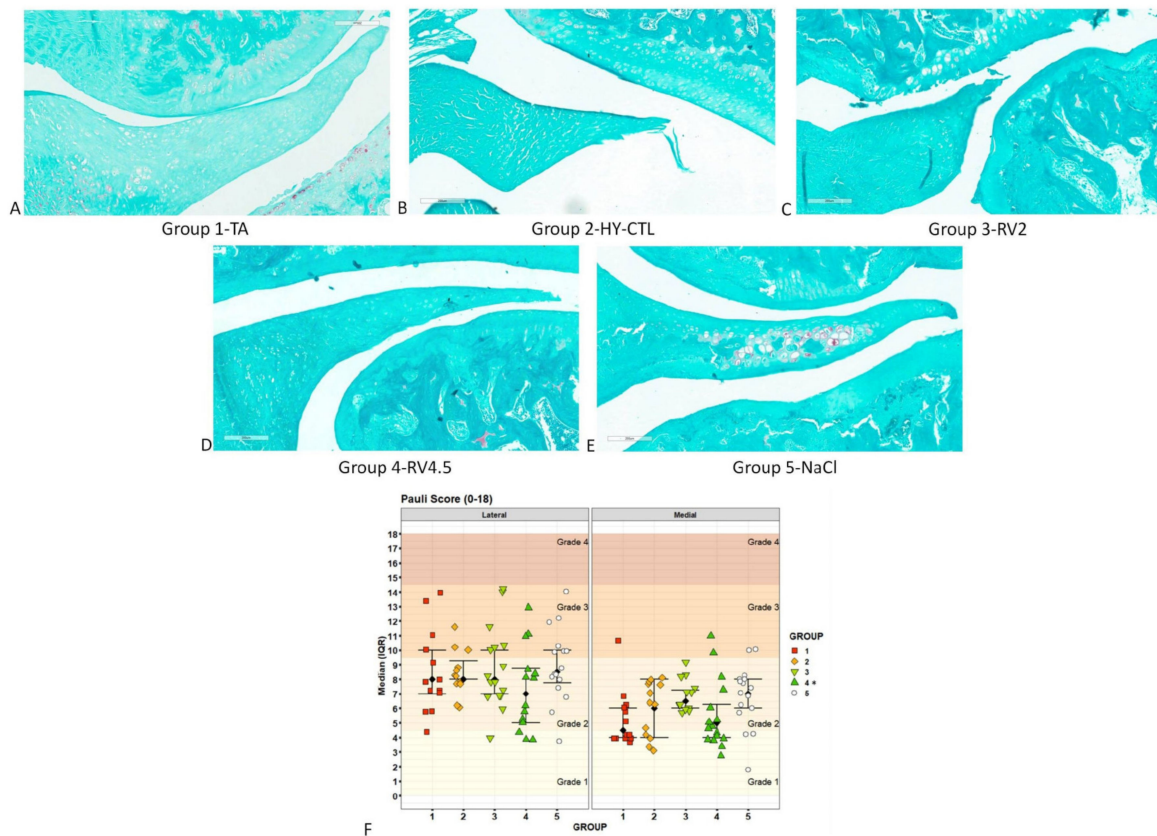 A
Group 1-TA
B
Group 2-HY-CTL
C
Group 3-RV2
D
Group 4-RV4.5
E
Group 5-NaCl
Pauli Score (0-18)
Lateral
Medial
Median (IQR)
18
17
16
15
14
13
12
11
10
9
8
7
6
5
4
3
2
1
0
Grade 4
Grade 3
Grade 2
Grade 1
Grade 4
Grade 3
Grade 2
Grade 1
1 2 3 4 5
1 2 3 4 5
GROUP
GROUP
1
2
3
4 *
5
F